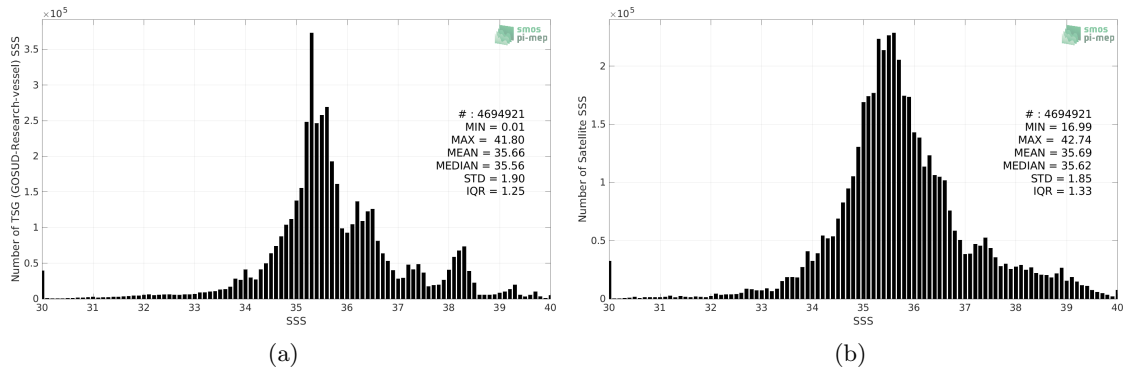 ×10⁵
3.5
3
2.5
2
1.5
1
0.5
0
30 31 32 33 34 35 36 37 38 39 40
SSS
Number of TSG (GOSUD-Research-vessel) SSS
smos
pi-mep
# : 4694921
MIN = 0.01
MAX = 41.80
MEAN = 35.66
MEDIAN = 35.56
STD = 1.90
IQR = 1.25
(a)
×10⁵
2
1.5
1
0.5
0
30 31 32 33 34 35 36 37 38 39 40
SSS
Number of Satellite SSS
smos
pi-mep
# : 4694921
MIN = 16.99
MAX = 42.74
MEAN = 35.69
MEDIAN = 35.62
STD = 1.85
IQR = 1.33
(b)